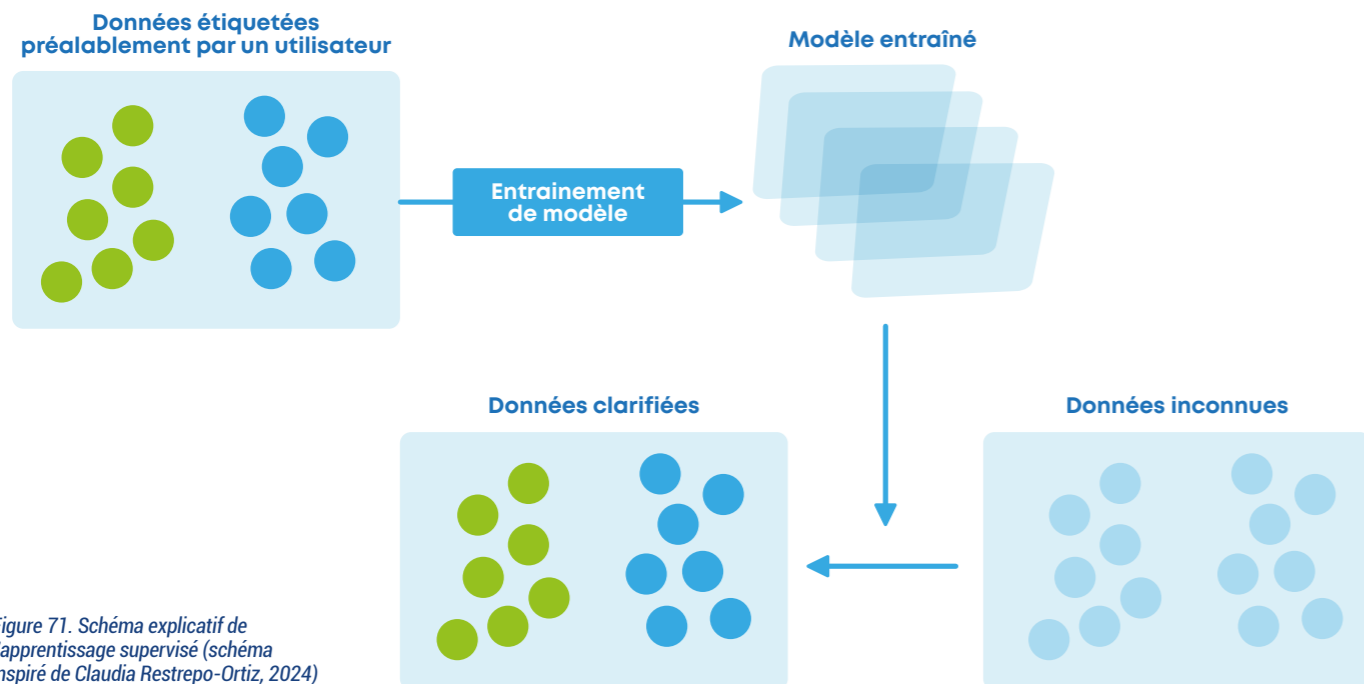 Données étiquetées
préalablement par un utilisateur
Modèle entraîné
Entrainement
de modèle
Données clarifiées
Données inconnues
igure 71. Schéma explicatif de
apprentissage supervisé (schéma
nspiré de Claudia Restrepo-Ortiz, 2024)